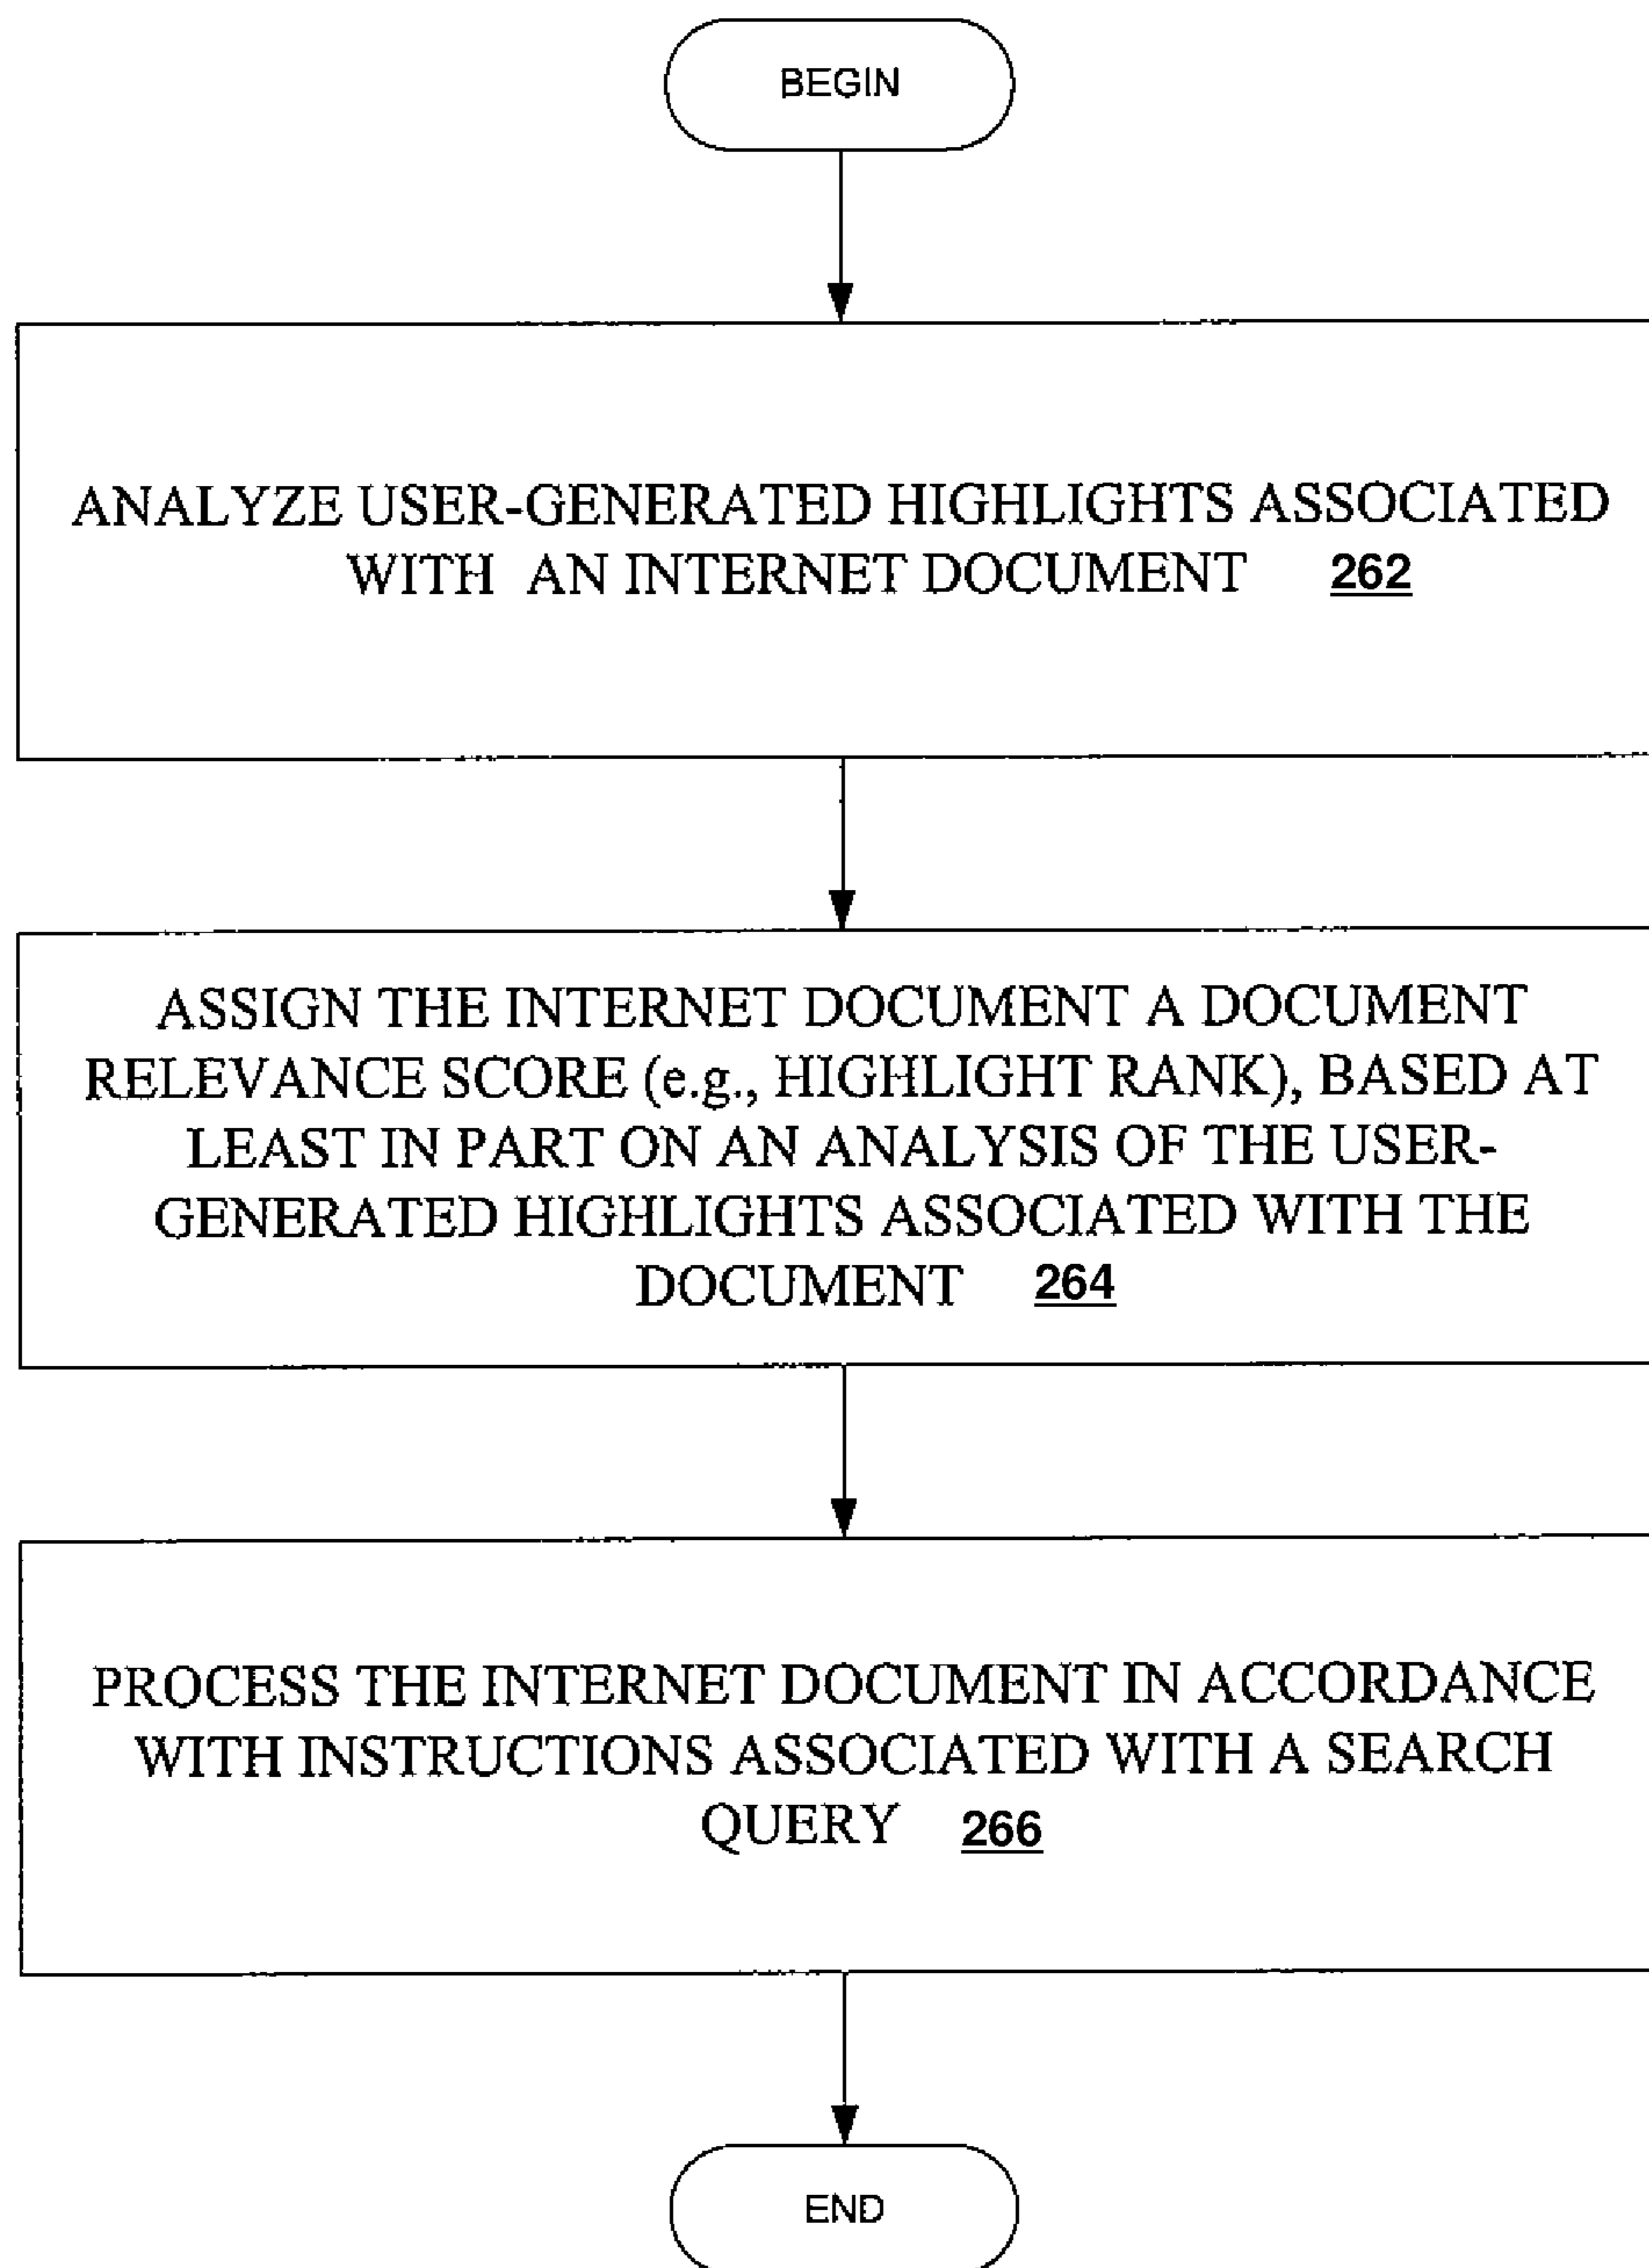 BEGIN
ANALYZE USER-GENERATED HIGHLIGHTS ASSOCIATED
WITH AN INTERNET DOCUMENT 262
ASSIGN THE INTERNET DOCUMENT A DOCUMENT
RELEVANCE SCORE (e.g., HIGHLIGHT RANK), BASED AT
LEAST IN PART ON AN ANALYSIS OF THE USER-
GENERATED HIGHLIGHTS ASSOCIATED WITH THE
DOCUMENT 264
PROCESS THE INTERNET DOCUMENT IN ACCORDANCE
WITH INSTRUCTIONS ASSOCIATED WITH A SEARCH
QUERY 266
END